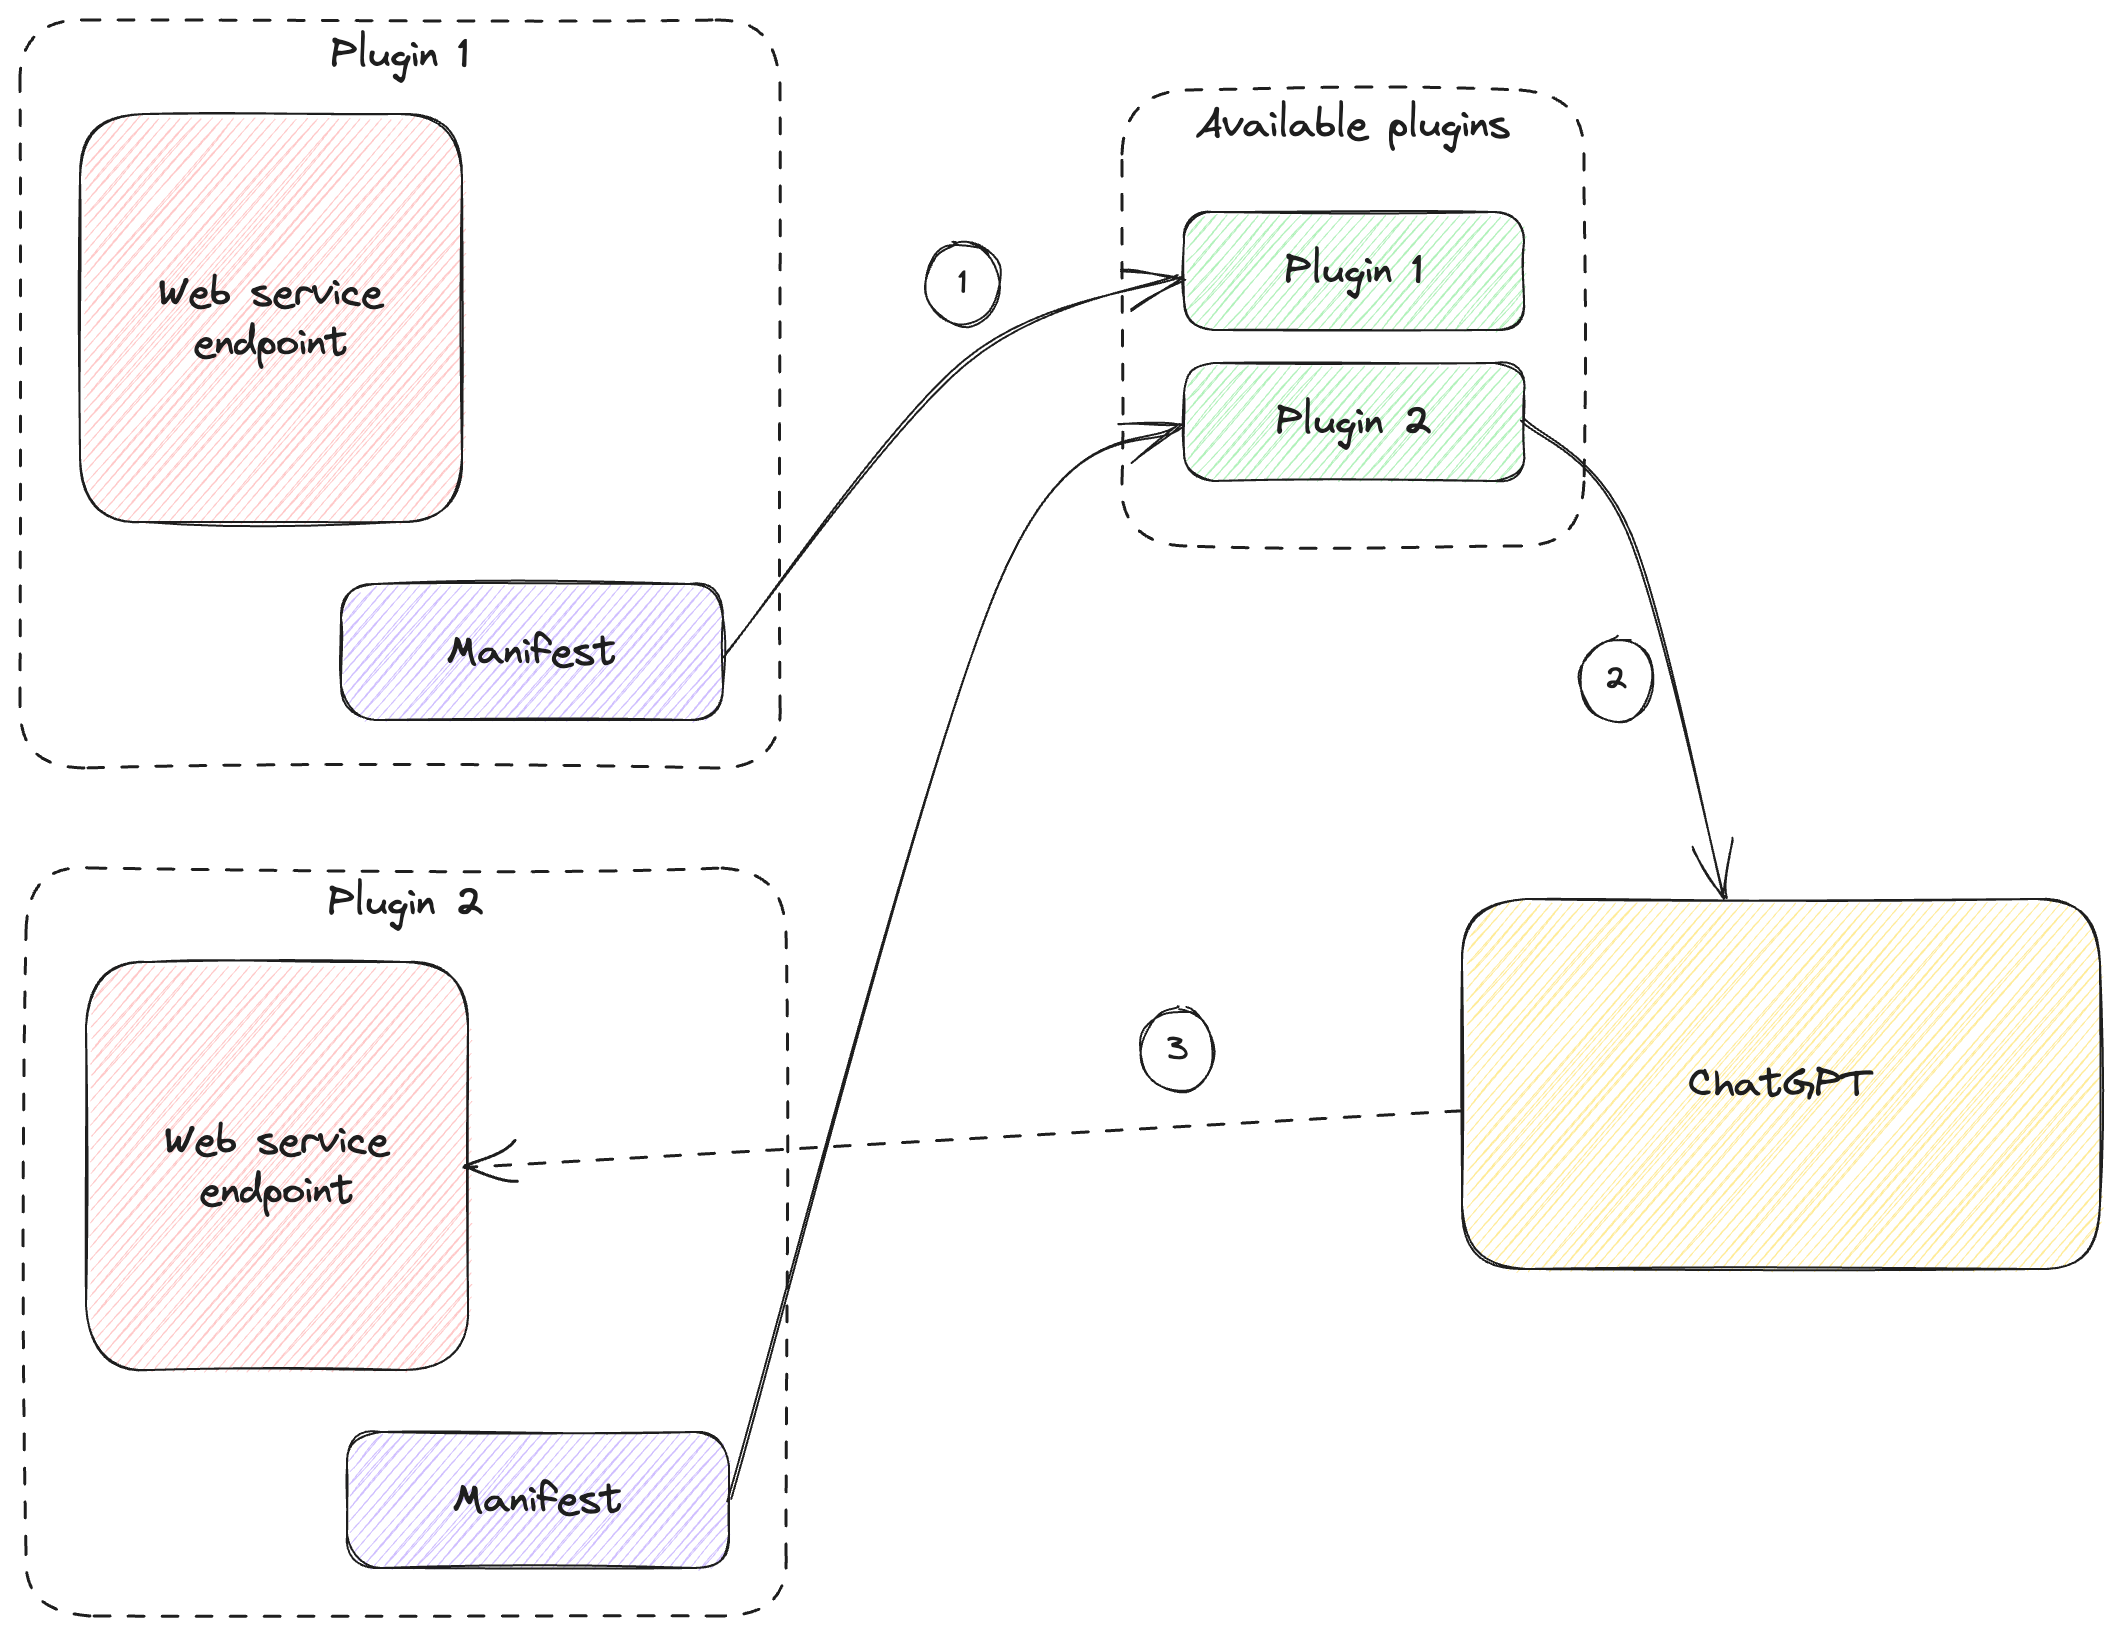 Plugin 1
Web service
endpoint
Manifest
1
Available plugins
Plugin 1
Plugin 2
2
Plugin 2
Web service
endpoint
Manifest
3
ChatGPT